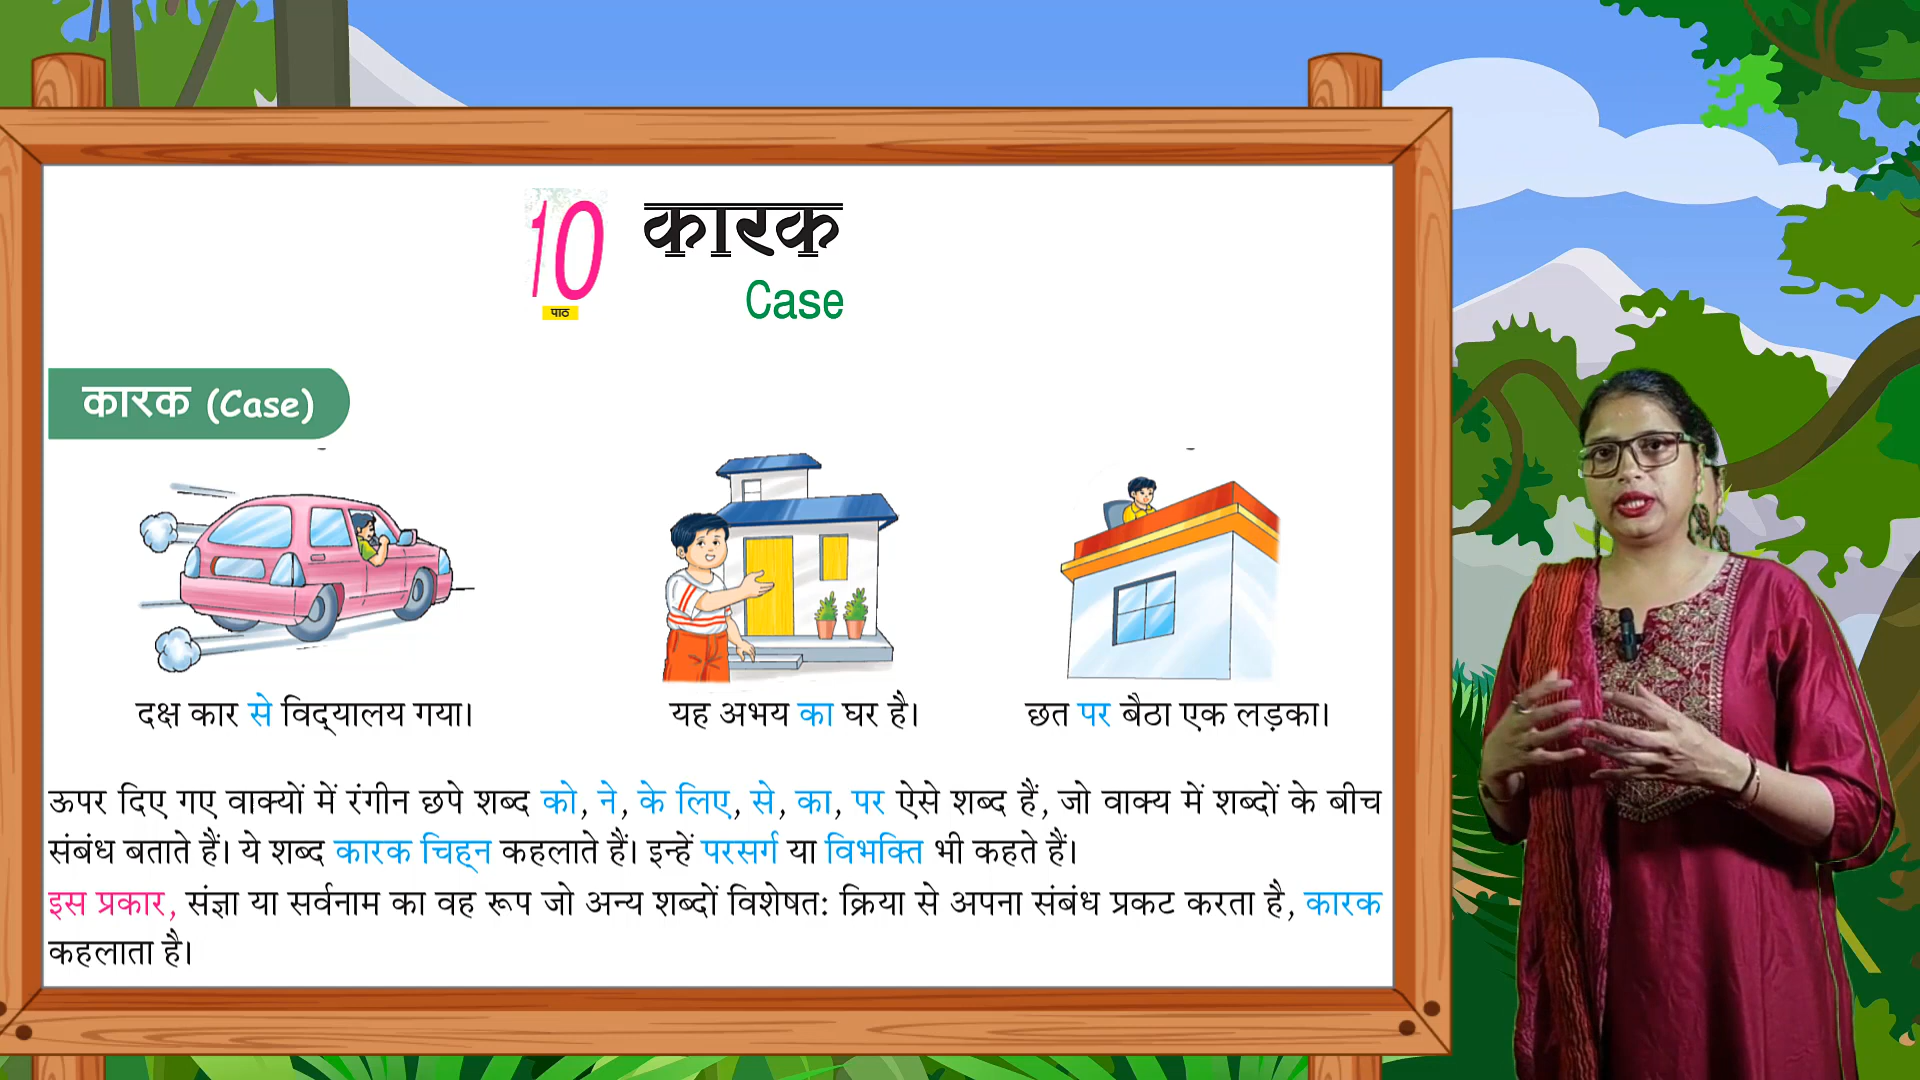 10 कारक
पाठ
Case
कारक (Case)
दक्ष कार से विद्‌यालय गया।
यह अभय का घर है।
छत पर बैठा एक लड़का।
ऊपर दिए गए वाक्यों में रंगीन छपे शब्द को, ने, के लिए, से, का, पर ऐसे शब्द हैं, जो वाक्य में शब्दों के बीच
संबंध बताते हैं। ये शब्द कारक चिह्‌न कहलाते हैं। इन्हें परसर्ग या विभक्ति भी कहते हैं।
इस प्रकार, संज्ञा या सर्वनाम का वह रूप जो अन्य शब्दों विशेषत: क्रिया से अपना संबंध प्रकट करता है, कारक
कहलाता है।